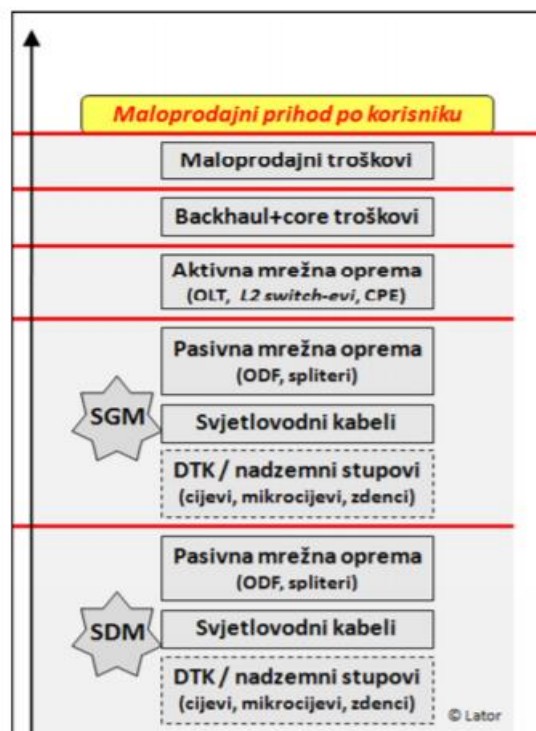 Maloprodajni prihod po korisniku
Maloprodajni troškovi
Backhaul+core troškovi
Aktivna mrežna oprema
(OLT, L2 switch-evi, CPE)
Pasivna mrežna oprema
(ODF, spliteri)
SGM
Svjetlovodni kabeli
DTK / nadzemni stupovi
(cijevi, mikrocijevi, zdenci)
Pasivna mrežna oprema
(ODF, spliteri)
SDM
Svjetlovodni kabeli
DTK / nadzemni stupovi
(cijevi, mikrocijevi, zdenci)
© Lator